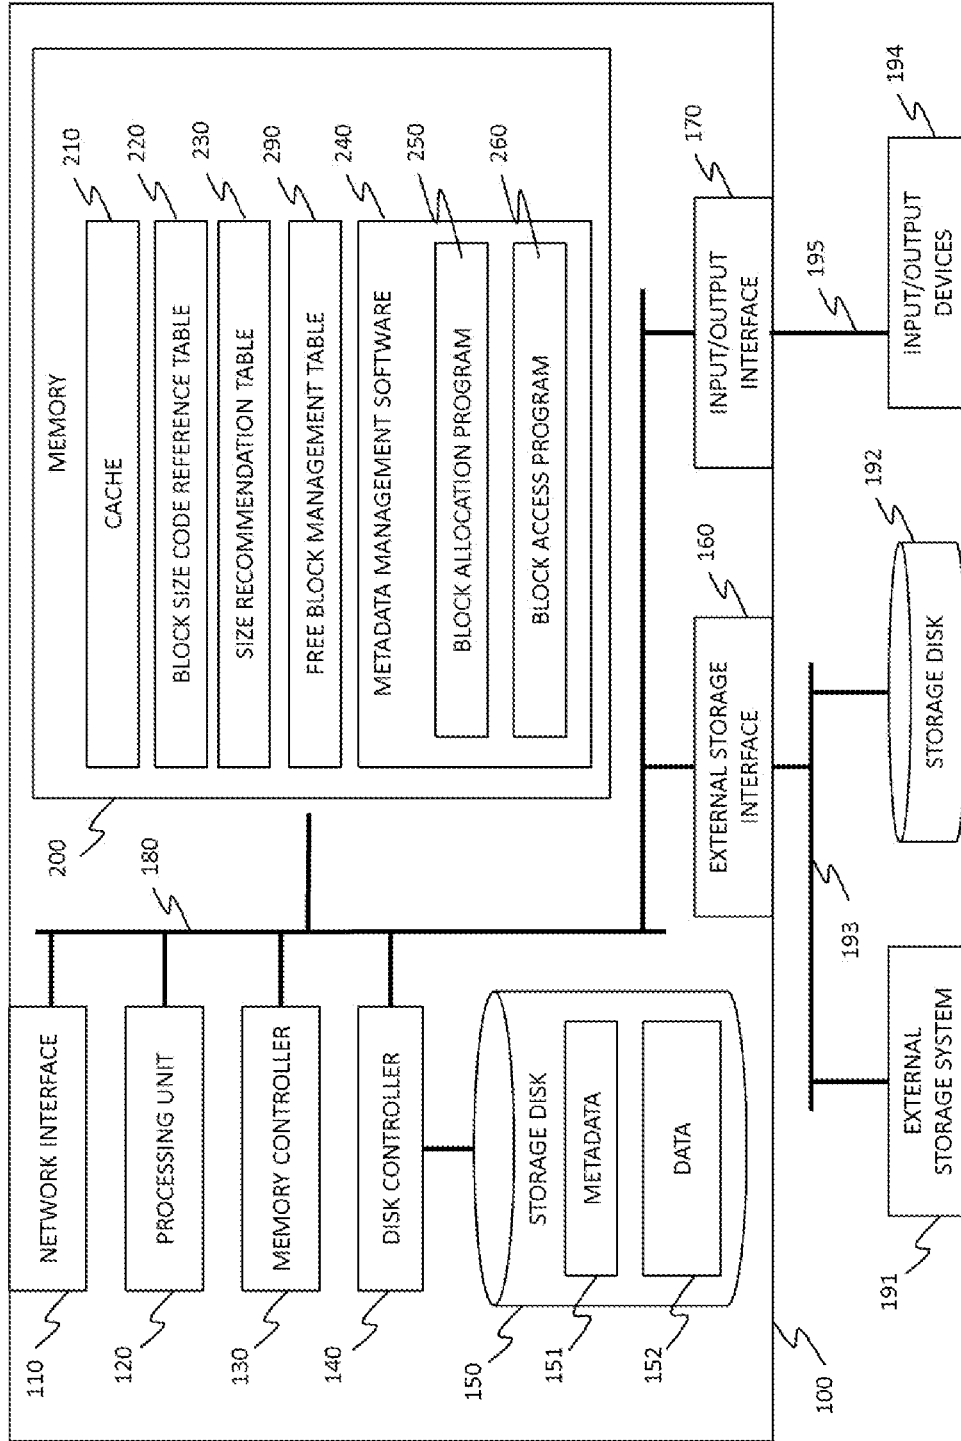 110
NETWORK INTERFACE
120
PROCESSING UNIT
130
MEMORY CONTROLLER
140
DISK CONTROLLER
150
STORAGE DISK
151
METADATA
152
DATA
180
200
MEMORY
CACHE
210
BLOCK SIZE CODE REFERENCE TABLE
220
SIZE RECOMMENDATION TABLE
230
FREE BLOCK MANAGEMENT TABLE
290
METADATA MANAGEMENT SOFTWARE
240
BLOCK ALLOCATION PROGRAM
250
BLOCK ACCESS PROGRAM
260
EXTERNAL STORAGE
INTERFACE
160
INPUT/OUTPUT
INTERFACE
170
100
193
195
191
EXTERNAL
STORAGE SYSTEM
STORAGE DISK
192
INPUT/OUTPUT
DEVICES
194